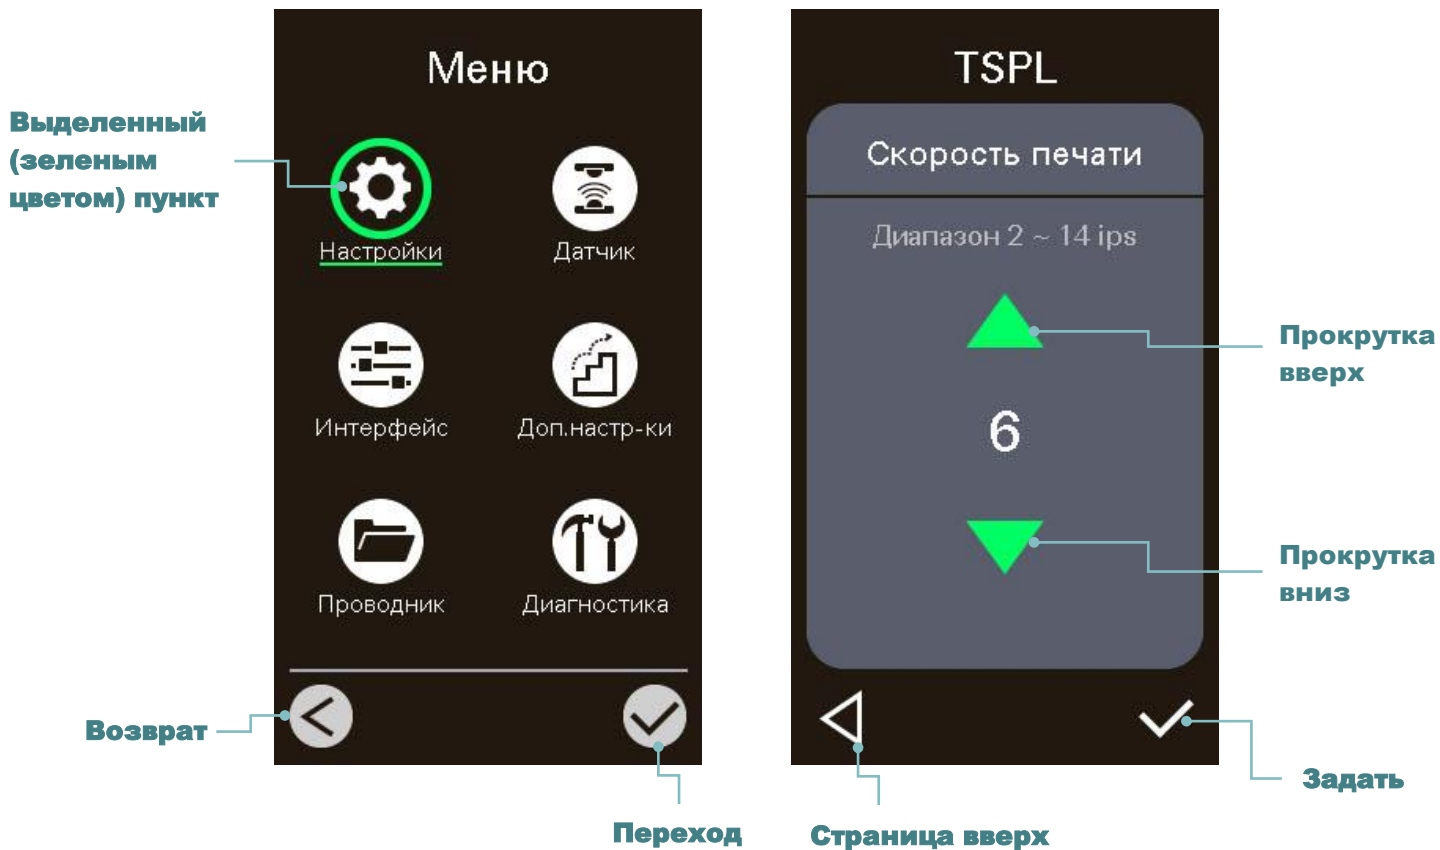 Меню
Выделенный
(зеленым
цветом) пункт
Настройки
Датчик
Интерфейс
Доп.настр-ки
Проводник
Диагностика
Возврат
Переход
TSPL
Скорость печати
Диапазон 2 ~ 14 ips
Прокрутка
вверх
6
Прокрутка
вниз
Задать
Страница вверх